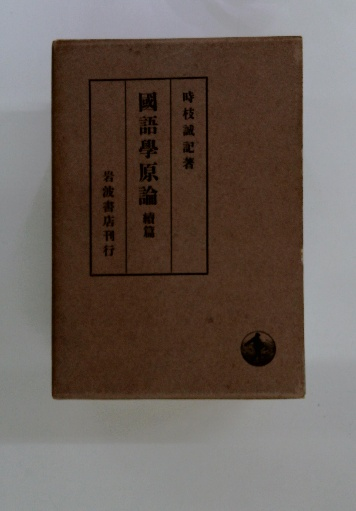 時枝誠記著
國語學原論 續篇
岩波書店刊行